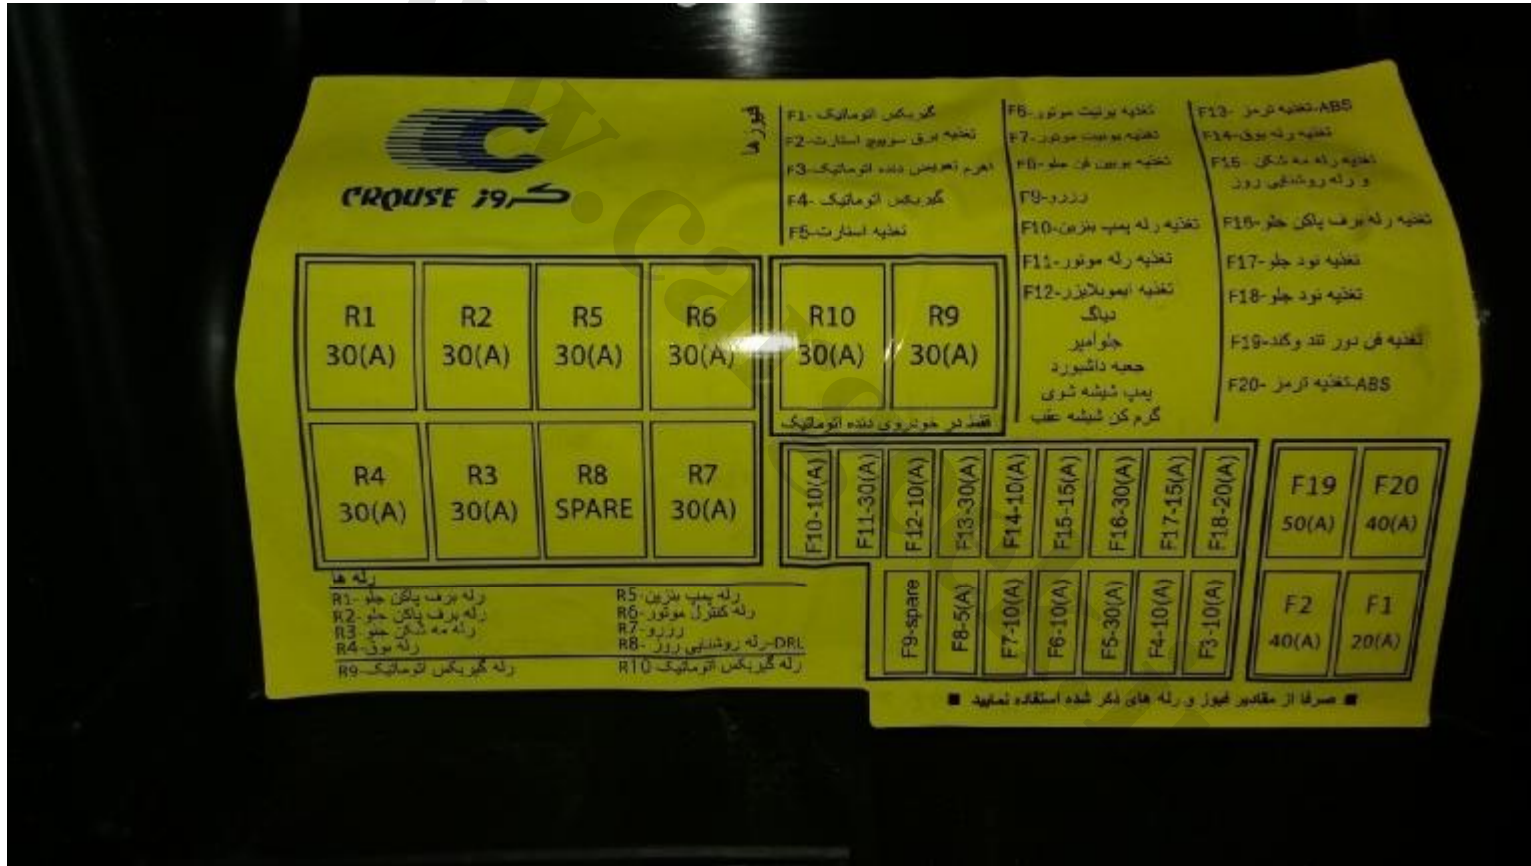 CROUSE کروز
فیوز ها
F1- گیربکس اتوماتیک
F2-تغذیه برق سوییچ استارت
F3-اهرم تعویض دنده اتوماتیک
F4- گیربکس اتوماتیک
F5-تغذیه استارت
F6-تغذیه یونیت موتور
F7-تغذیه یونیت موتور
F8-تغذیه بوبین فن جلو
F9-رزرو
F10-تغذیه رله پمپ بنزین
F11-تغذیه رله موتور
F12-تغذیه ایموبلایزر
دیاگ
جلوآمپر
جعبه داشبورد
پمپ شیشه شوی
گرم کن شیشه عقب
F13- تغذیه ترمز-ABS
F14-تغذیه رله بوق
F15-تغذیه رله مه شکن
و رله روشنایی روز
F16-تغذیه رله برف پاکن جلو
F17-تغذیه نود جلو
F18-تغذیه نود جلو
F19-تغذیه فن دور تند وکند
F20- تغذیه ترمز-ABS
R1 R2 R5 R6 R10 R9
30(A) 30(A) 30(A) 30(A) 30(A) 30(A)
فقط در خودروی دنده اتوماتیک
R4 R3 R8 R7
30(A) 30(A) SPARE 30(A)
F10-10(A) F11-30(A) F12-10(A) F13-30(A) F14-10(A) F15-15(A) F16-30(A) F17-15(A) F18-20(A)
F19 F20
50(A) 40(A)
F9-spare F8-5(A) F7-10(A) F6-10(A) F5-30(A) F4-10(A) F3-10(A)
F2 F1
40(A) 20(A)
رله ها
R1-رله برف پاکن جلو
R2-رله برف پاکن جلو
R3-رله مه شکن جلو
R4-رله بوق
R5-رله پمپ بنزین
R6-رله کنترل موتور
R7-رزرو
R8- رله روشنایی روز-DRL
R9-رله گیربکس اتوماتیک
R10 رله گیربکس اتوماتیک
■ صرفا از مقادیر فیوز و رله های ذکر شده استفاده نمایید ■